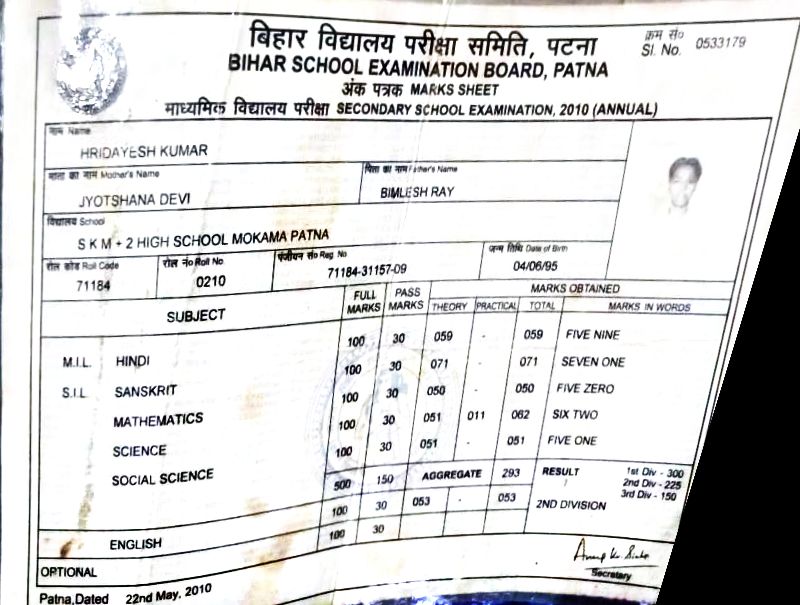 बिहार विद्यालय परीक्षा समिति, पटना
क्रम सं० Sl. No. 0533179
BIHAR SCHOOL EXAMINATION BOARD, PATNA
अंक पत्रक MARKS SHEET
माध्यमिक विद्यालय परीक्षा SECONDARY SCHOOL EXAMINATION, 2010 (ANNUAL)
नाम Name
HRIDAYESH KUMAR
माता का नाम Mother's Name पिता का नाम Father's Name
JYOTSHANA DEVI BIMLESH RAY
विद्यालय School
S K M + 2 HIGH SCHOOL MOKAMA PATNA
रोल कोड Roll Code रोल नं० Roll No. पंजीयन सं० Reg. No जन्म तिथि Date of Birth
71184 0210 71184-31157-09 04/06/95
SUBJECT FULL MARKS PASS MARKS MARKS OBTAINED
THEORY PRACTICAL TOTAL MARKS IN WORDS
M.I.L. HINDI 100 30 059 - 059 FIVE NINE
S.I.L. SANSKRIT 100 30 071 - 071 SEVEN ONE
MATHEMATICS 100 30 050 - 050 FIVE ZERO
SCIENCE 100 30 051 011 062 SIX TWO
SOCIAL SCIENCE 100 30 051 - 051 FIVE ONE
500 150 AGGREGATE 293 RESULT 1st Div - 300
2nd Div - 225
3rd Div - 150
ENGLISH 100 30 053 - 053 2ND DIVISION
OPTIONAL 100 30
Secretary
Patna,Dated 22nd May. 2010